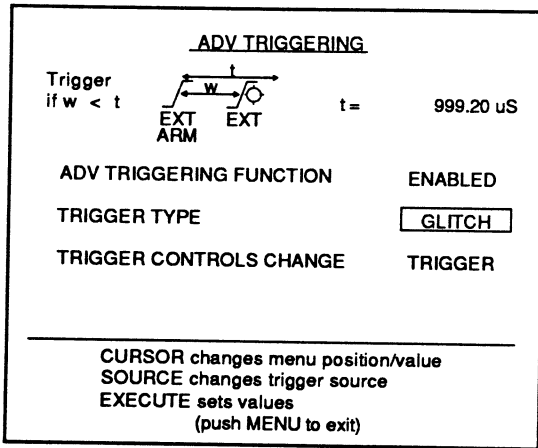 ADV TRIGGERING
t
Trigger
if w < t
w
t = 999.20 uS
EXT EXT
ARM
ADV TRIGGERING FUNCTION ENABLED
TRIGGER TYPE GLITCH
TRIGGER CONTROLS CHANGE TRIGGER
CURSOR changes menu position/value
SOURCE changes trigger source
EXECUTE sets values
(push MENU to exit)